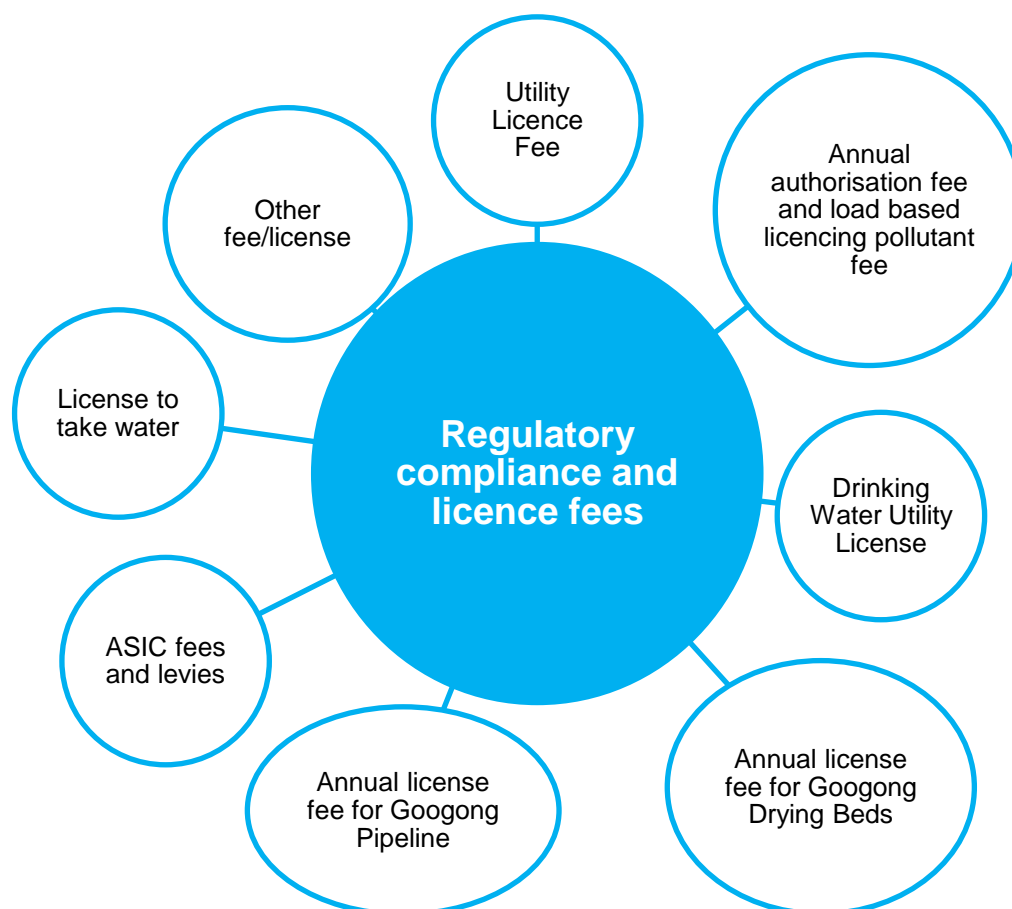 Utility
Licence
Fee
Annual
authorisation fee
and load based
licencing pollutant
fee
Other
fee/license
License to
take water
Regulatory
compliance and
licence fees
Drinking
Water Utility
License
ASIC fees
and levies
Annual license
fee for Googong
Pipeline
Annual license
fee for Googong
Drying Beds